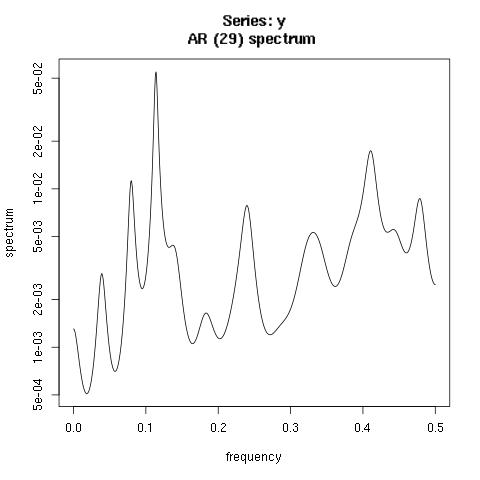 Series: y
AR (29) spectrum
spectrum
5e-02
2e-02
1e-02
5e-03
2e-03
1e-03
5e-04
0.0 0.1 0.2 0.3 0.4 0.5
frequency